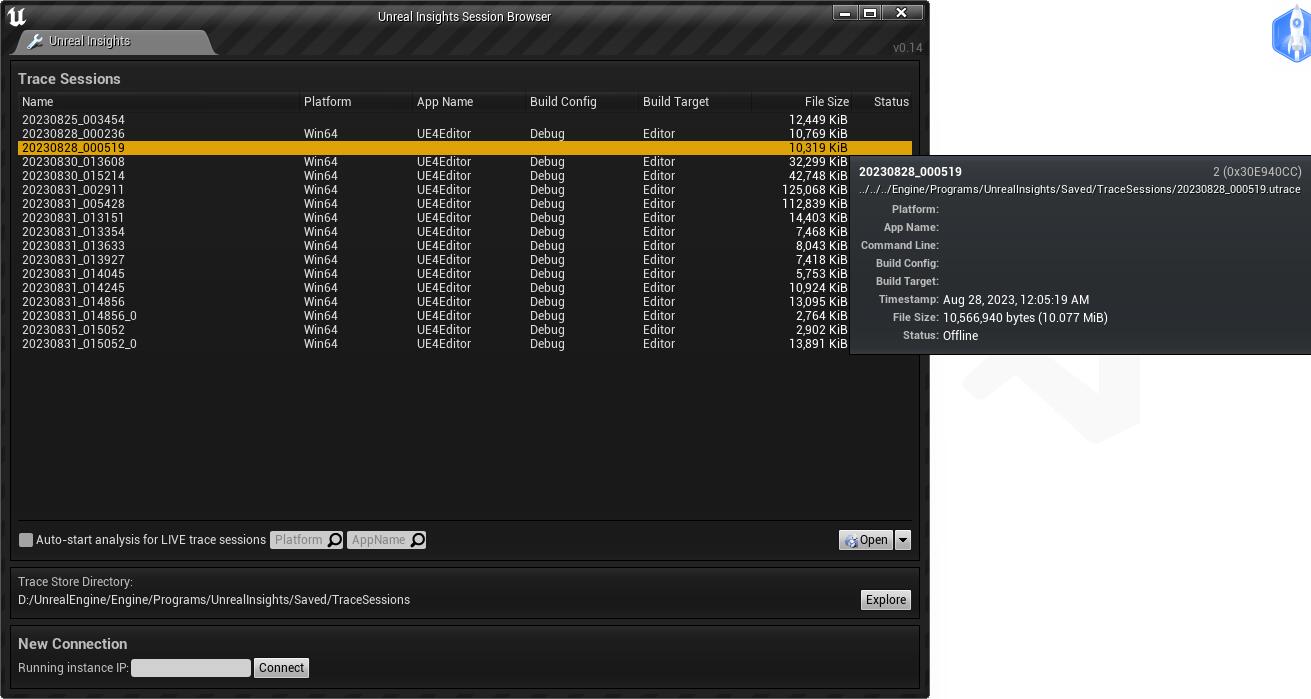 Unreal Insights Session Browser
Unreal Insights
v0.14
Trace Sessions
Name Platform App Name Build Config Build Target File Size Status
20230825_003454 12,449 KiB
20230828_000236 Win64 UE4Editor Debug Editor 10,769 KiB
20230828_000519 10,319 KiB
20230830_013608 Win64 UE4Editor Debug Editor 32,299 KiB
20230830_015214 Win64 UE4Editor Debug Editor 42,748 KiB
20230831_002911 Win64 UE4Editor Debug Editor 125,068 KiB
20230831_005428 Win64 UE4Editor Debug Editor 112,839 KiB
20230831_013151 Win64 UE4Editor Debug Editor 14,403 KiB
20230831_013354 Win64 UE4Editor Debug Editor 7,468 KiB
20230831_013633 Win64 UE4Editor Debug Editor 8,043 KiB
20230831_013927 Win64 UE4Editor Debug Editor 7,418 KiB
20230831_014045 Win64 UE4Editor Debug Editor 5,753 KiB
20230831_014245 Win64 UE4Editor Debug Editor 10,924 KiB
20230831_014856 Win64 UE4Editor Debug Editor 13,095 KiB
20230831_014856_0 Win64 UE4Editor Debug Editor 2,764 KiB
20230831_015052 Win64 UE4Editor Debug Editor 2,902 KiB
20230831_015052_0 Win64 UE4Editor Debug Editor 13,891 KiB
20230828_000519 2 (0x30E940CC)
../../../Engine/Programs/UnrealInsights/Saved/TraceSessions/20230828_000519.utrace
Platform:
App Name:
Command Line:
Build Config:
Build Target:
Timestamp: Aug 28, 2023, 12:05:19 AM
File Size: 10,566,940 bytes (10.077 MiB)
Status: Offline
Auto-start analysis for LIVE trace sessions Platform AppName Open
Trace Store Directory:
D:/UnrealEngine/Engine/Programs/UnrealInsights/Saved/TraceSessions Explore
New Connection
Running instance IP: Connect